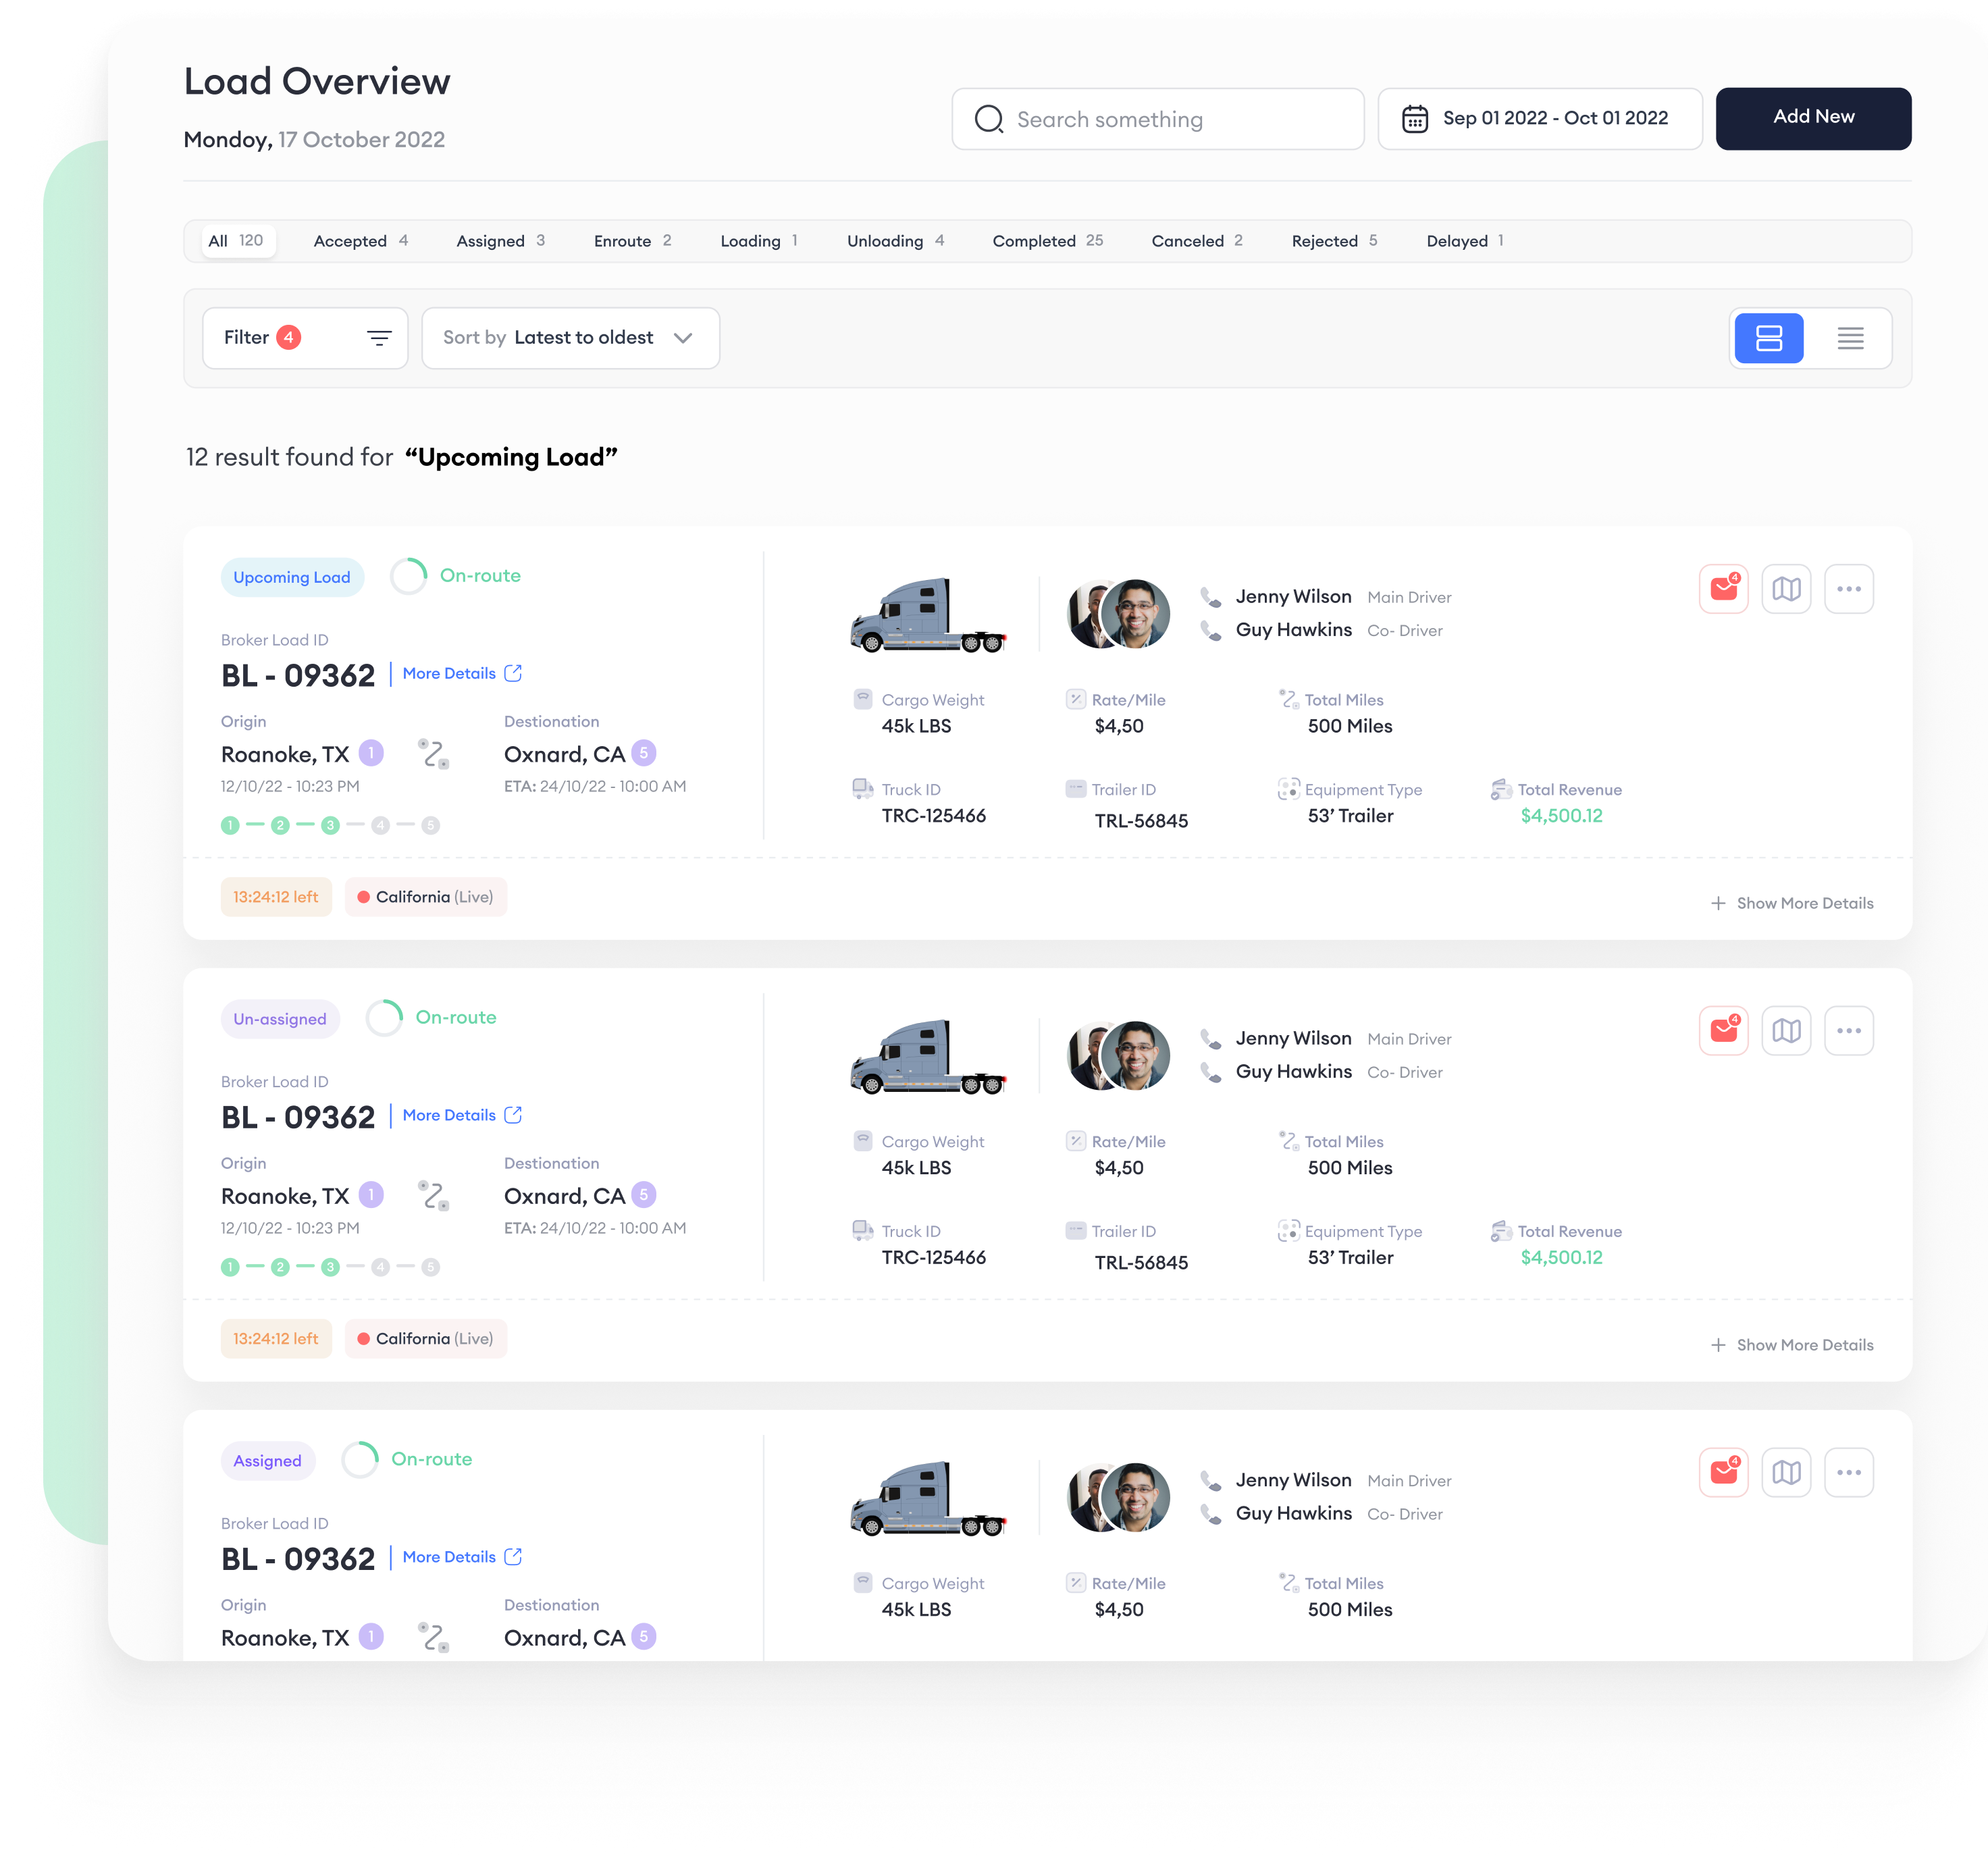 Load Overview
Mondoy, 17 October 2022
Search something
Sep 01 2022 - Oct 01 2022
Add New
All 120 Accepted 4 Assigned 3 Enroute 2 Loading 1 Unloading 4 Completed 25 Canceled 2 Rejected 5 Delayed 1
Filter 4 Sort by Latest to oldest
12 result found for “Upcoming Load”
Upcoming Load On-route
Broker Load ID
BL - 09362 More Details
Origin Destionation
Roanoke, TX 1 Oxnard, CA 5
12/10/22 - 10:23 PM ETA: 24/10/22 - 10:00 AM
1 2 3 4 5
Jenny Wilson Main Driver
Guy Hawkins Co- Driver
4
Cargo Weight Rate/Mile Total Miles
45k LBS $4,50 500 Miles
Truck ID Trailer ID Equipment Type Total Revenue
TRC-125466 TRL-56845 53’ Trailer $4,500.12
13:24:12 left California (Live) Show More Details
Un-assigned On-route
Broker Load ID
BL - 09362 More Details
Origin Destionation
Roanoke, TX 1 Oxnard, CA 5
12/10/22 - 10:23 PM ETA: 24/10/22 - 10:00 AM
1 2 3 4 5
Jenny Wilson Main Driver
Guy Hawkins Co- Driver
4
Cargo Weight Rate/Mile Total Miles
45k LBS $4,50 500 Miles
Truck ID Trailer ID Equipment Type Total Revenue
TRC-125466 TRL-56845 53’ Trailer $4,500.12
13:24:12 left California (Live) Show More Details
Assigned On-route
Broker Load ID
BL - 09362 More Details
Origin Destionation
Roanoke, TX 1 Oxnard, CA 5
Jenny Wilson Main Driver
Guy Hawkins Co- Driver
4
Cargo Weight Rate/Mile Total Miles
45k LBS $4,50 500 Miles